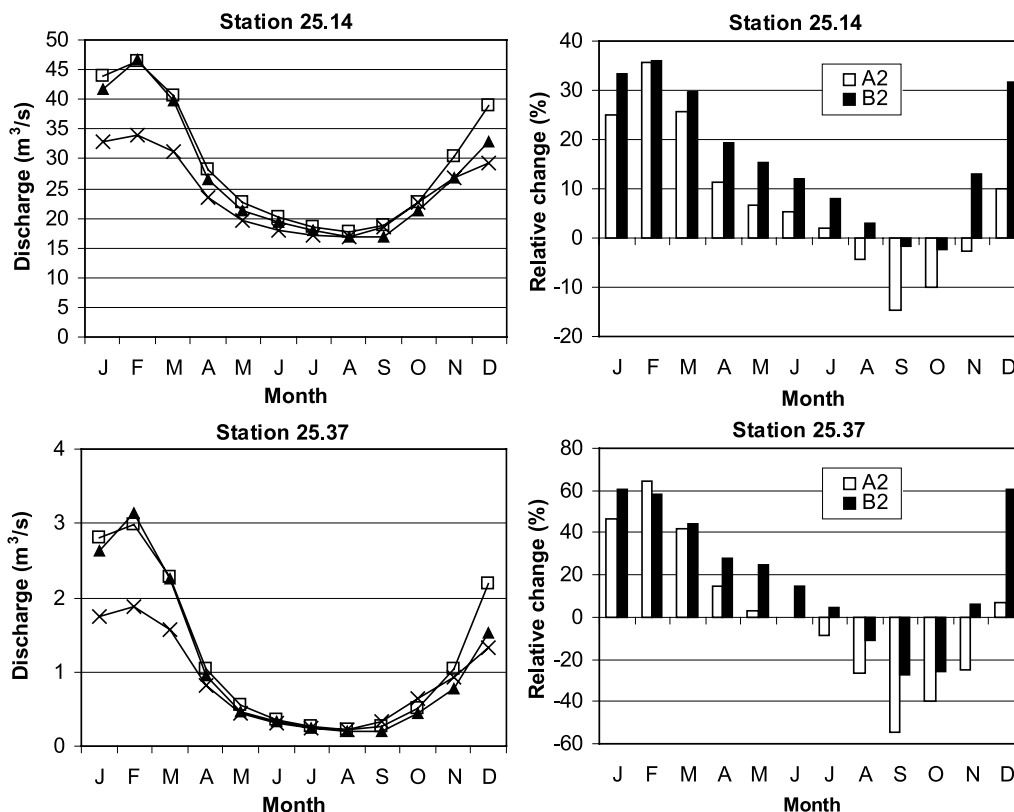 Station 25.14
Discharge (m³/s)
50
45
40
35
30
25
20
15
10
5
0
J F M A M J J A S O N D
Month
Station 25.14
Relative change (%)
40
30
20
10
0
-10
-20
A2
B2
J F M A M J J A S O N D
Month
Station 25.37
Discharge (m³/s)
4
3
2
1
0
J F M A M J J A S O N D
Month
Station 25.37
Relative change (%)
80
60
40
20
0
-20
-40
-60
A2
B2
J F M A M J J A S O N D
Month